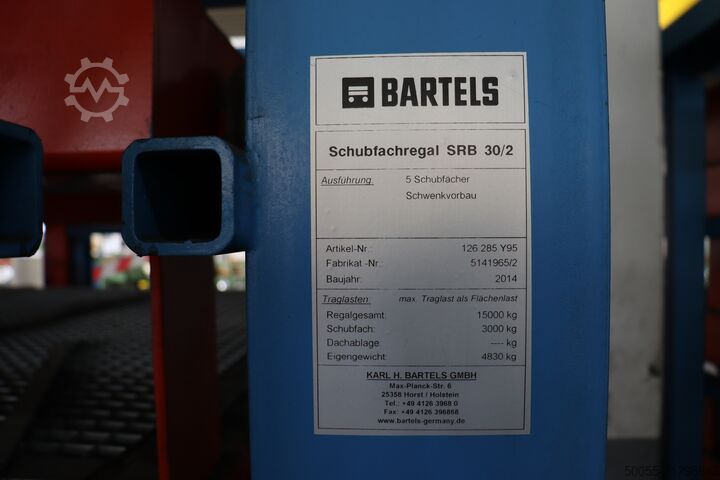 BARTELS
Schubfachregal SRB 30/2
Ausführung: 5 Schubfächer
Schwenkvorbau
Artikel-Nr.: 126.285.Y95
Fabrikat.-Nr.: 5141965/2
Baujahr: 2014
Traglasten: max. Traglast als Flächenlast
Regalgesamt: 15000 kg
Schubfach: 3000 kg
Dachablage: ---- kg
Eigengewicht: 4830 kg
KARL H. BARTELS GMBH
Max-Planck-Str. 6
25358 Horst / Holstein
Tel.: +49 4126 3968 0
Fax: +49 4126 396868
www.bartels-germany.de